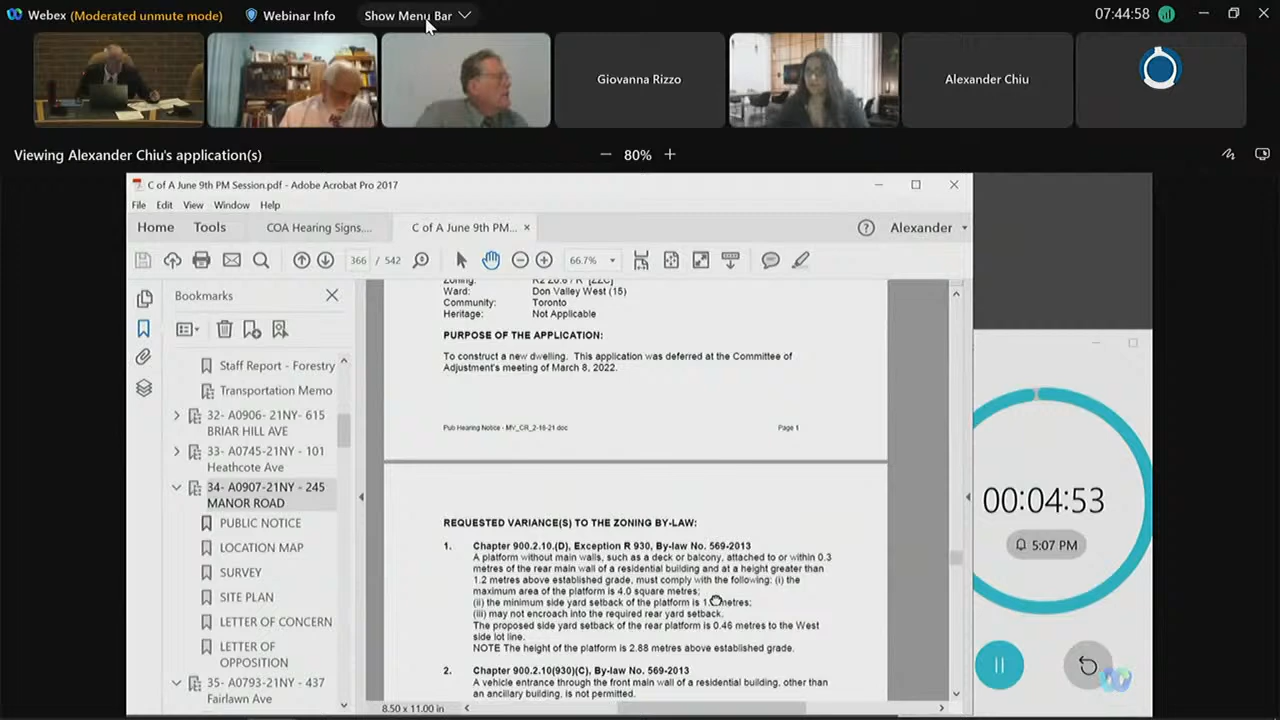 Webex (Moderated unmute mode) Webinar Info Show Menu Bar 07:44:58
Giovanna Rizzo
Alexander Chiu
Viewing Alexander Chiu's application(s) 80%
C of A June 9th PM Session.pdf - Adobe Acrobat Pro 2017
File Edit View Window Help
Home Tools COA Hearing Signs.... C of A June 9th PM... × Alexander
366 / 542 66.7%
Bookmarks
Staff Report - Forestry
Transportation Memo
32- A0906- 21NY- 615
BRIAR HILL AVE
33- A0745-21NY - 101
Heathcote Ave
34- A0907-21NY - 245
MANOR ROAD
PUBLIC NOTICE
LOCATION MAP
SURVEY
SITE PLAN
LETTER OF CONCERN
LETTER OF
OPPOSITION
35- A0793-21NY - 437
Fairlawn Ave
Zoning:
Ward: Don Valley West (15)
Community: Toronto
Heritage: Not Applicable
PURPOSE OF THE APPLICATION:
To construct a new dwelling. This application was deferred at the Committee of
Adjustment's meeting of March 8, 2022.
Pub Hearing Notice - MV_CR_2-16-21.doc Page 1
REQUESTED VARIANCE(S) TO THE ZONING BY-LAW:
1. Chapter 900.2.10.(D), Exception R 930, By-law No. 569-2013
A platform without main walls, such as a deck or balcony, attached to or within 0.3
metres of the rear main wall of a residential building and at a height greater than
1.2 metres above established grade, must comply with the following: (i) the
maximum area of the platform is 4.0 square metres;
(ii) the minimum side yard setback of the platform is metres;
(iii) may not encroach into the required rear yard setback.
The proposed side yard setback of the rear platform is 0.46 metres to the West
side lot line.
NOTE The height of the platform is 2.88 metres above established grade.
2. Chapter 900.2.10(930)(C), By-law No. 569-2013
A vehicle entrance through the front main wall of a residential building, other than
an ancillary building, is not permitted.
8.50 x 11.00 in
00:04:53
5:07 PM